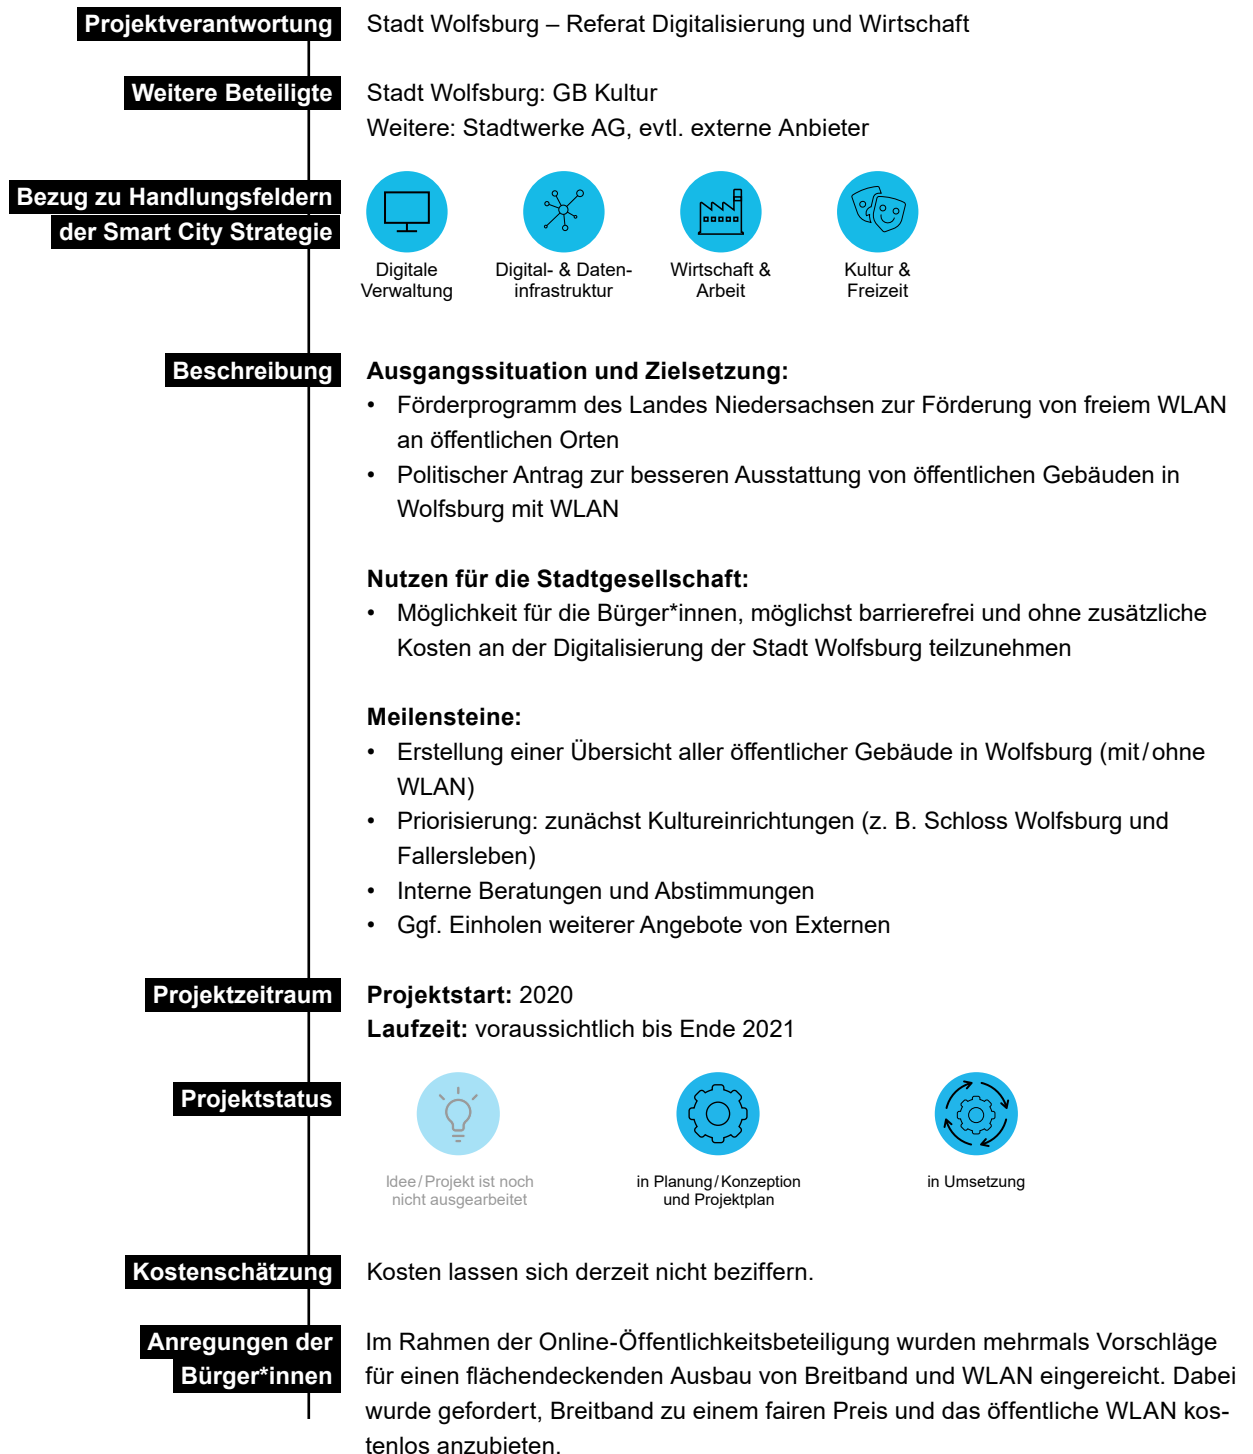 Projektverantwortung
Stadt Wolfsburg – Referat Digitalisierung und Wirtschaft
Weitere Beteiligte
Stadt Wolfsburg: GB Kultur
Weitere: Stadtwerke AG, evtl. externe Anbieter
Bezug zu Handlungsfeldern
der Smart City Strategie
Digitale
Verwaltung
Digital- & Daten-
infrastruktur
Wirtschaft &
Arbeit
Kultur &
Freizeit
Beschreibung
Ausgangssituation und Zielsetzung:
• Förderprogramm des Landes Niedersachsen zur Förderung von freiem WLAN
an öffentlichen Orten
• Politischer Antrag zur besseren Ausstattung von öffentlichen Gebäuden in
Wolfsburg mit WLAN
Nutzen für die Stadtgesellschaft:
• Möglichkeit für die Bürger*innen, möglichst barrierefrei und ohne zusätzliche
Kosten an der Digitalisierung der Stadt Wolfsburg teilzunehmen
Meilensteine:
• Erstellung einer Übersicht aller öffentlicher Gebäude in Wolfsburg (mit/ohne
WLAN)
• Priorisierung: zunächst Kultureinrichtungen (z. B. Schloss Wolfsburg und
Fallersleben)
• Interne Beratungen und Abstimmungen
• Ggf. Einholen weiterer Angebote von Externen
Projektzeitraum
Projektstart: 2020
Laufzeit: voraussichtlich bis Ende 2021
Projektstatus
Idee/Projekt ist noch
nicht ausgearbeitet
in Planung/Konzeption
und Projektplan
in Umsetzung
Kostenschätzung
Kosten lassen sich derzeit nicht beziffern.
Anregungen der
Bürger*innen
Im Rahmen der Online-Öffentlichkeitsbeteiligung wurden mehrmals Vorschläge
für einen flächendeckenden Ausbau von Breitband und WLAN eingereicht. Dabei
wurde gefordert, Breitband zu einem fairen Preis und das öffentliche WLAN kos-
tenlos anzubieten.